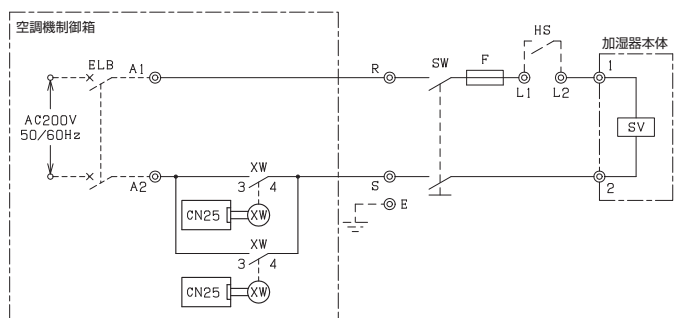 空調機制御箱
ELB
A1
AC200V
50/60Hz
A2
XW
3 4
CN25
XW
XW
3 4
CN25
XW
R
S
E
SW
F
HS
L1
L2
加湿器本体
1
SV
2